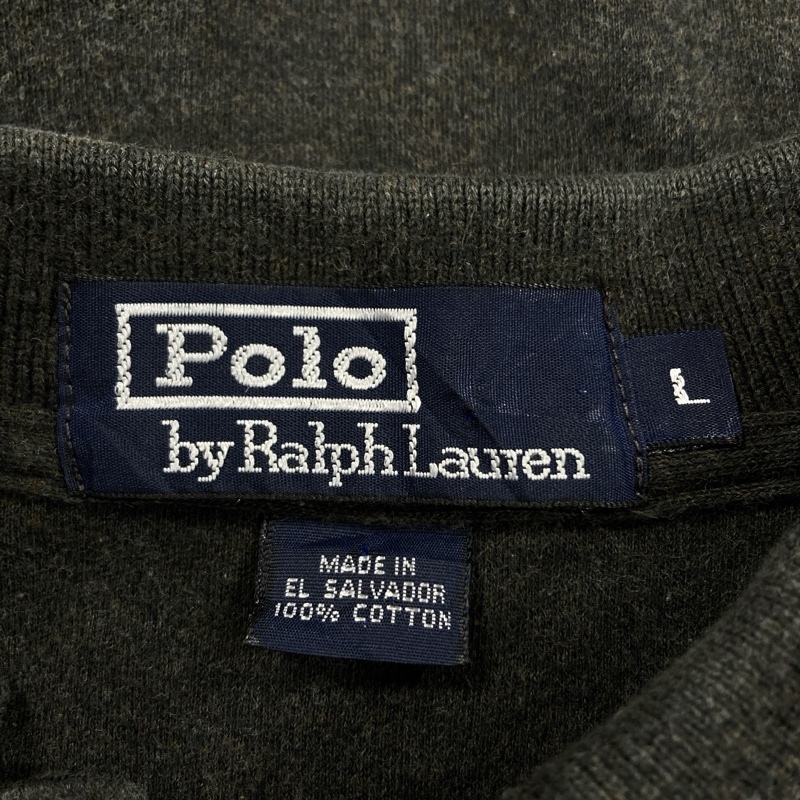 Polo
by Ralph Lauren
L
MADE IN
EL SALVADOR
100% COTTON